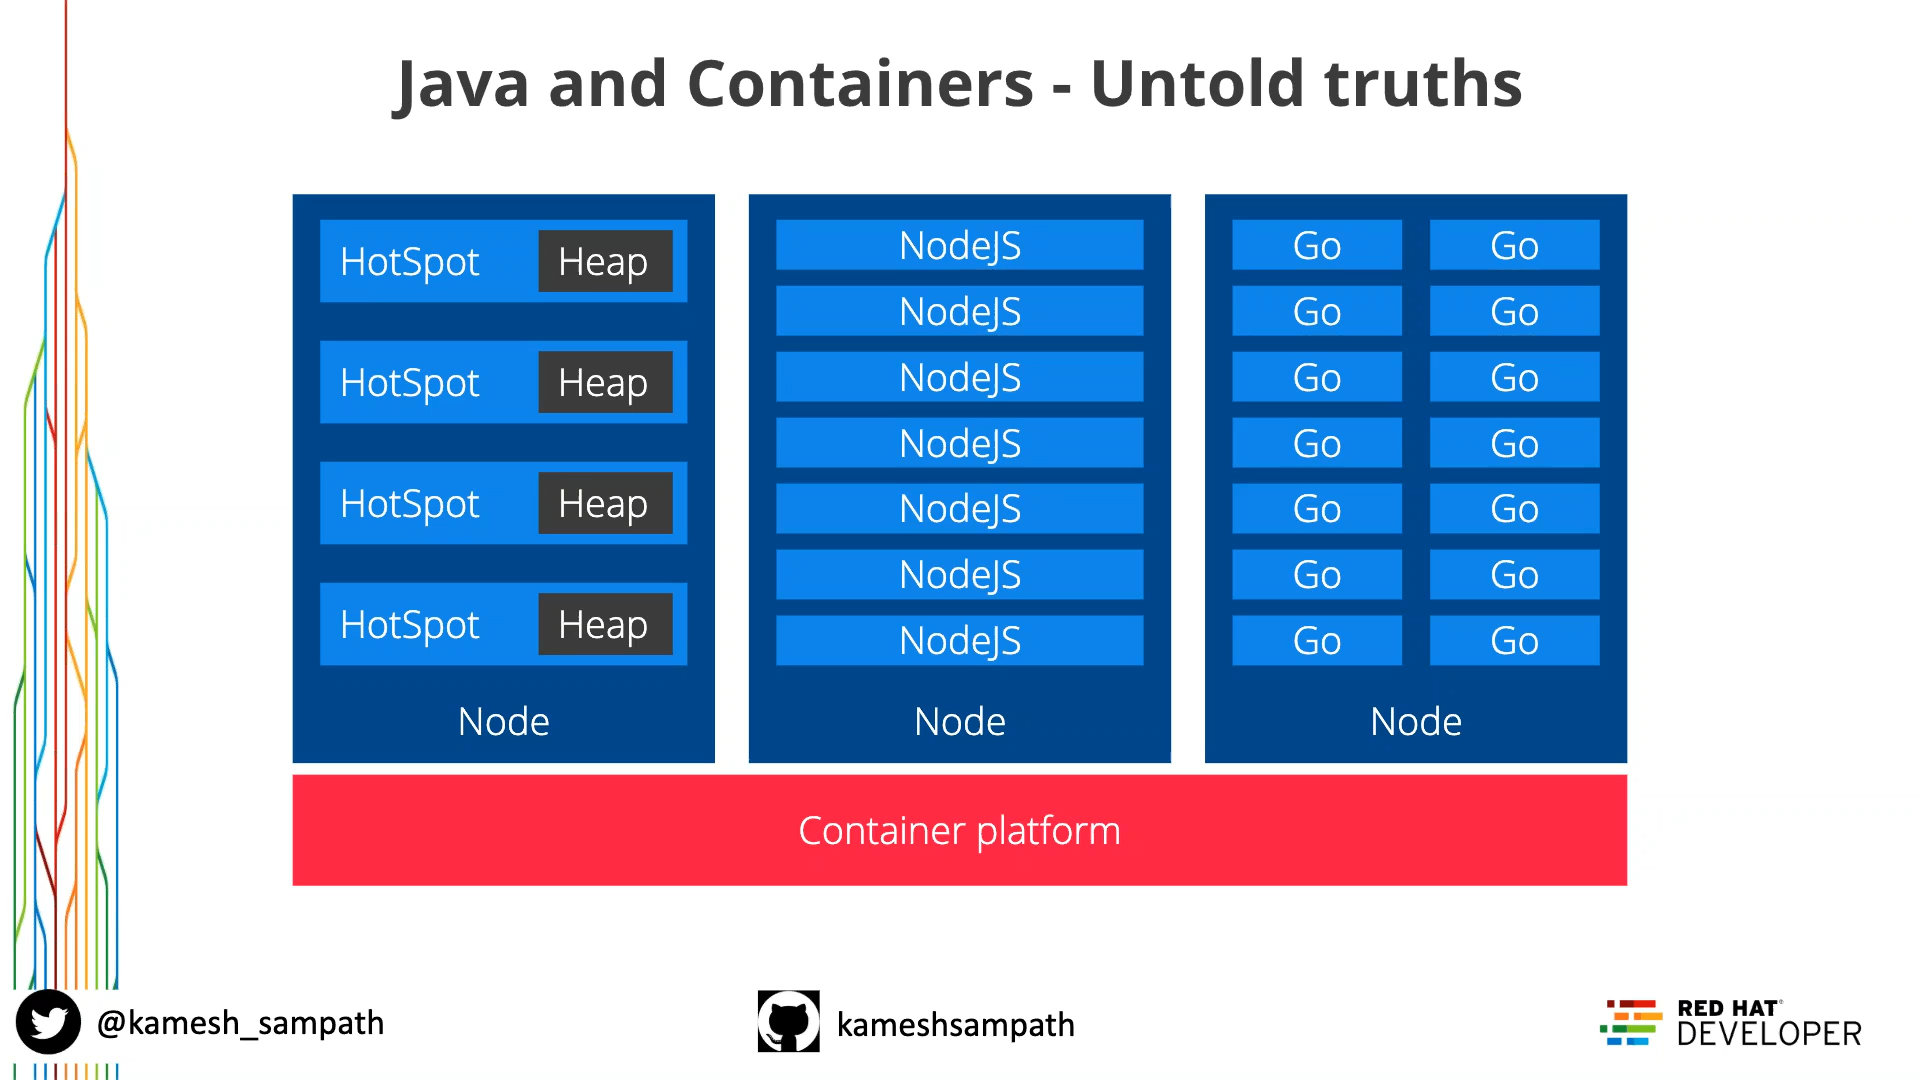 Java and Containers - Untold truths
HotSpot Heap
HotSpot Heap
HotSpot Heap
HotSpot Heap
Node
NodeJS
NodeJS
NodeJS
NodeJS
NodeJS
NodeJS
NodeJS
Node
Go Go
Go Go
Go Go
Go Go
Go Go
Go Go
Go Go
Node
Container platform
@kamesh_sampath
kameshsampath
RED HAT®
DEVELOPER